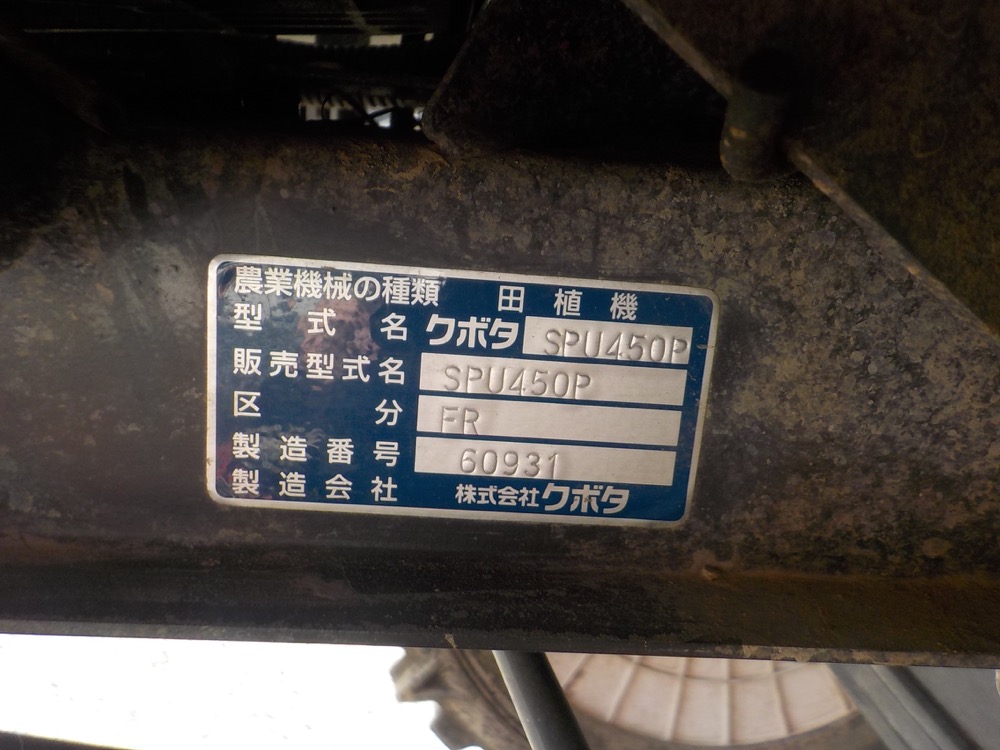 農業機械の種類 田植機
型式名 クボタ SPU450P
販売型式名 SPU450P
区分 FR
製造番号 60931
製造会社 株式会社クボタ